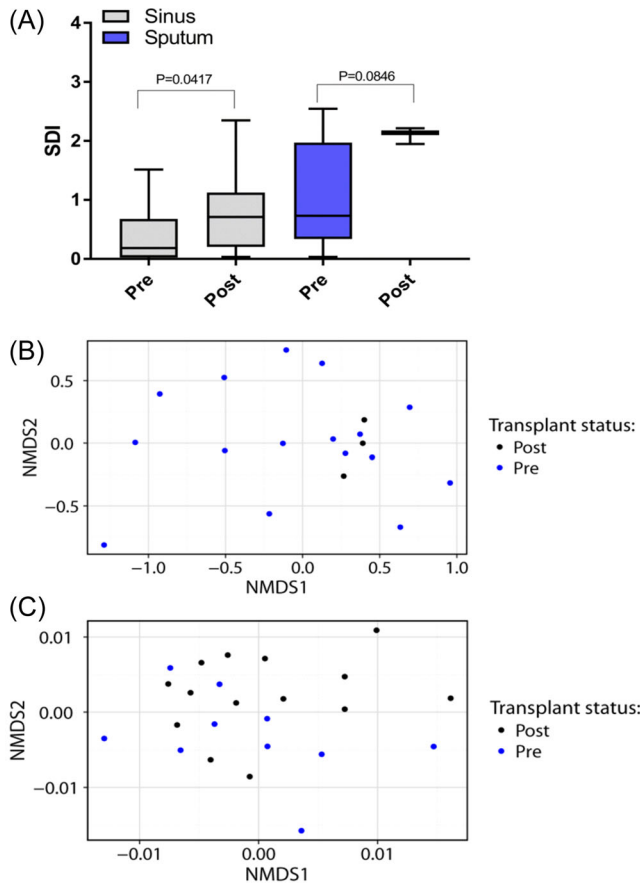 (A)
Sinus
Sputum
P=0.0417
P=0.0846
SDI
4
3
2
1
0
Pre
Post
Pre
Post
(B)
NMDS2
0.5
0.0
−0.5
−1.0
−0.5
0.0
0.5
1.0
NMDS1
Transplant status:
Post
Pre
(C)
NMDS2
0.01
0.00
−0.01
−0.01
0.00
0.01
NMDS1
Transplant status:
Post
Pre